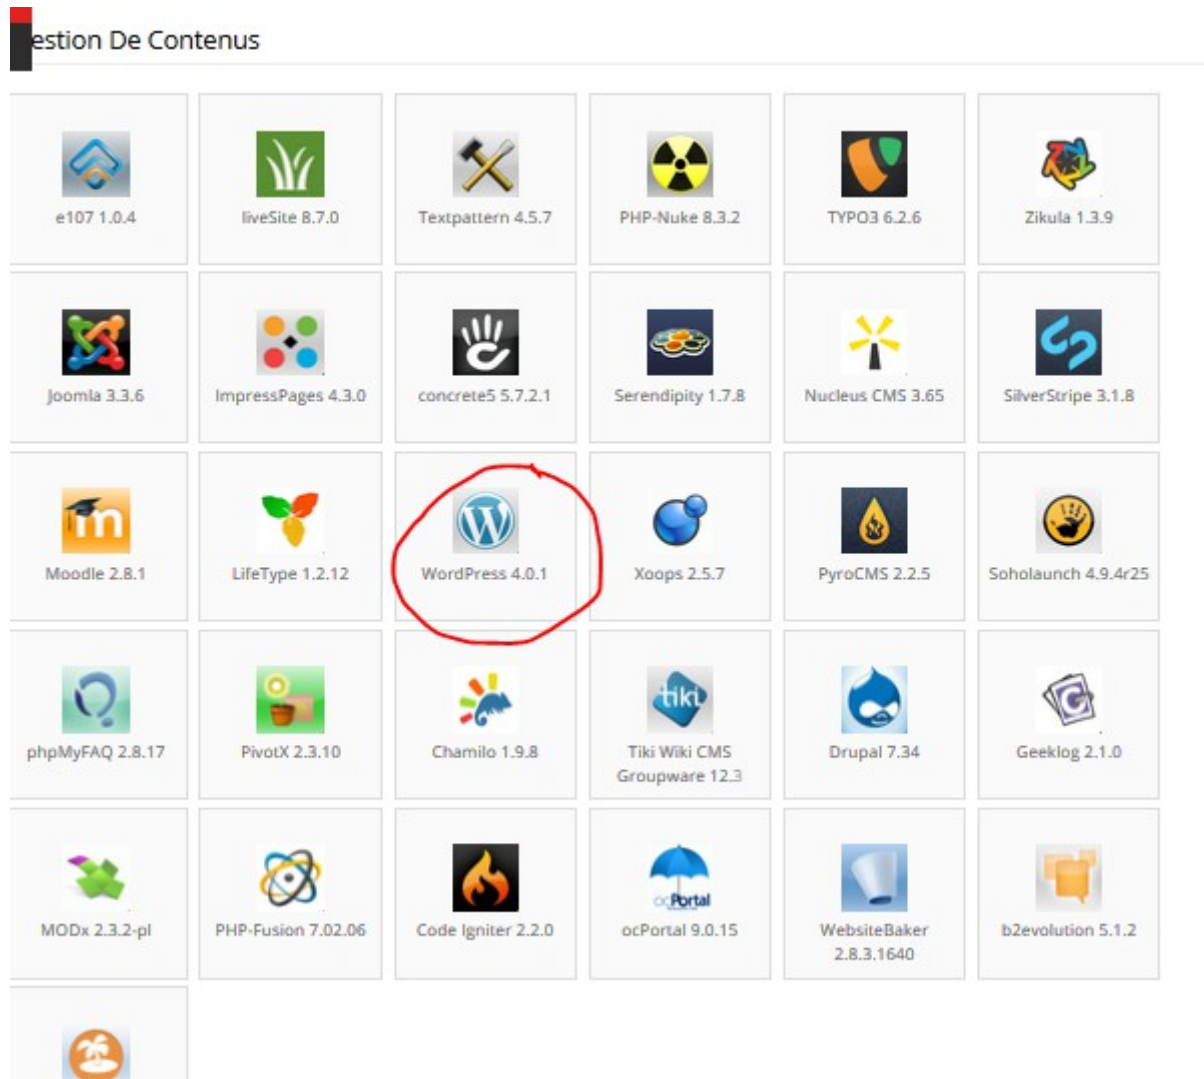 estion De Contenus
e107 1.0.4
liveSite 8.7.0
Textpattern 4.5.7
PHP-Nuke 8.3.2
TYPO3 6.2.6
Zikula 1.3.9
Joomla 3.3.6
ImpressPages 4.3.0
concrete5 5.7.2.1
Serendipity 1.7.8
Nucleus CMS 3.65
SilverStripe 3.1.8
m
W
Moodle 2.8.1
LifeType 1.2.12
WordPress 4.0.1
Xoops 2.5.7
PyroCMS 2.2.5
Soholaunch 4.9.4r25
tiki
G
phpMyFAQ 2.8.17
PivotX 2.3.10
Chamilo 1.9.8
Tiki Wiki CMS
Groupware 12.3
Drupal 7.34
Geeklog 2.1.0
ocPortal
MODx 2.3.2-pl
PHP-Fusion 7.02.06
Code Igniter 2.2.0
ocPortal 9.0.15
WebsiteBaker
2.8.3.1640
b2evolution 5.1.2